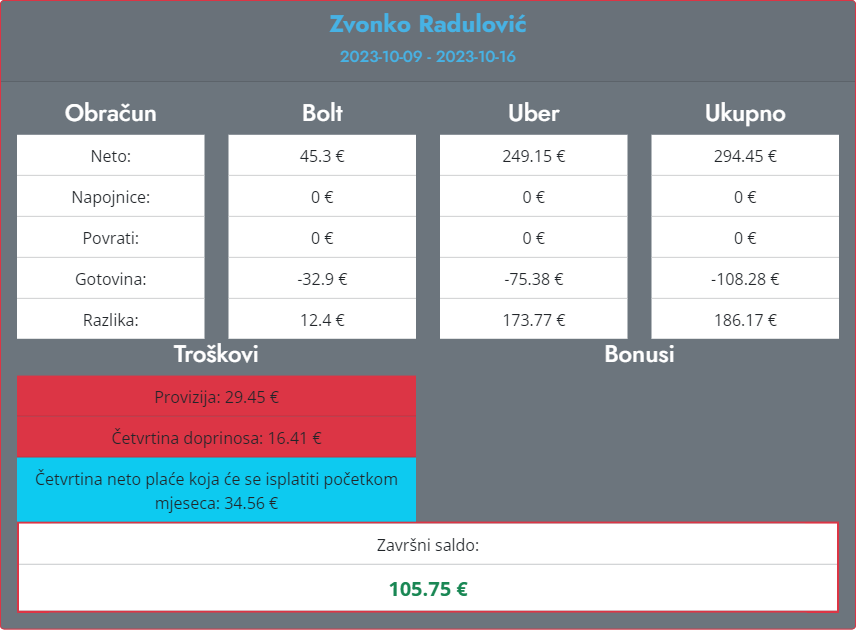 Zvonko Radulović
2023-10-09 - 2023-10-16
Obračun Bolt Uber Ukupno
Neto: 45.3 € 249.15 € 294.45 €
Napojnice: 0 € 0 € 0 €
Povrati: 0 € 0 € 0 €
Gotovina: -32.9 € -75.38 € -108.28 €
Razlika: 12.4 € 173.77 € 186.17 €
Troškovi Bonusi
Provizija: 29.45 €
Četvrtina doprinosa: 16.41 €
Četvrtina neto plaće koja će se isplatiti početkom
mjeseca: 34.56 €
Završni saldo:
105.75 €